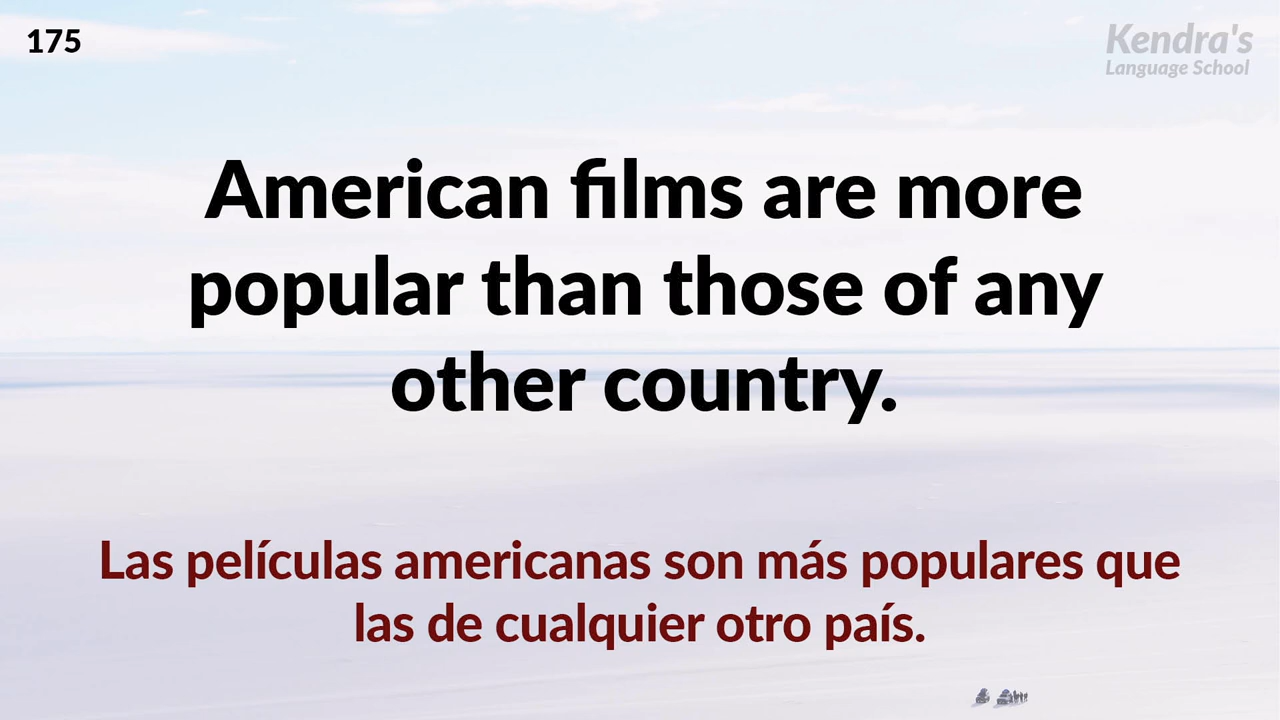 175
Kendra's
Language School
American films are more
popular than those of any
other country.
Las películas americanas son más populares que
las de cualquier otro país.